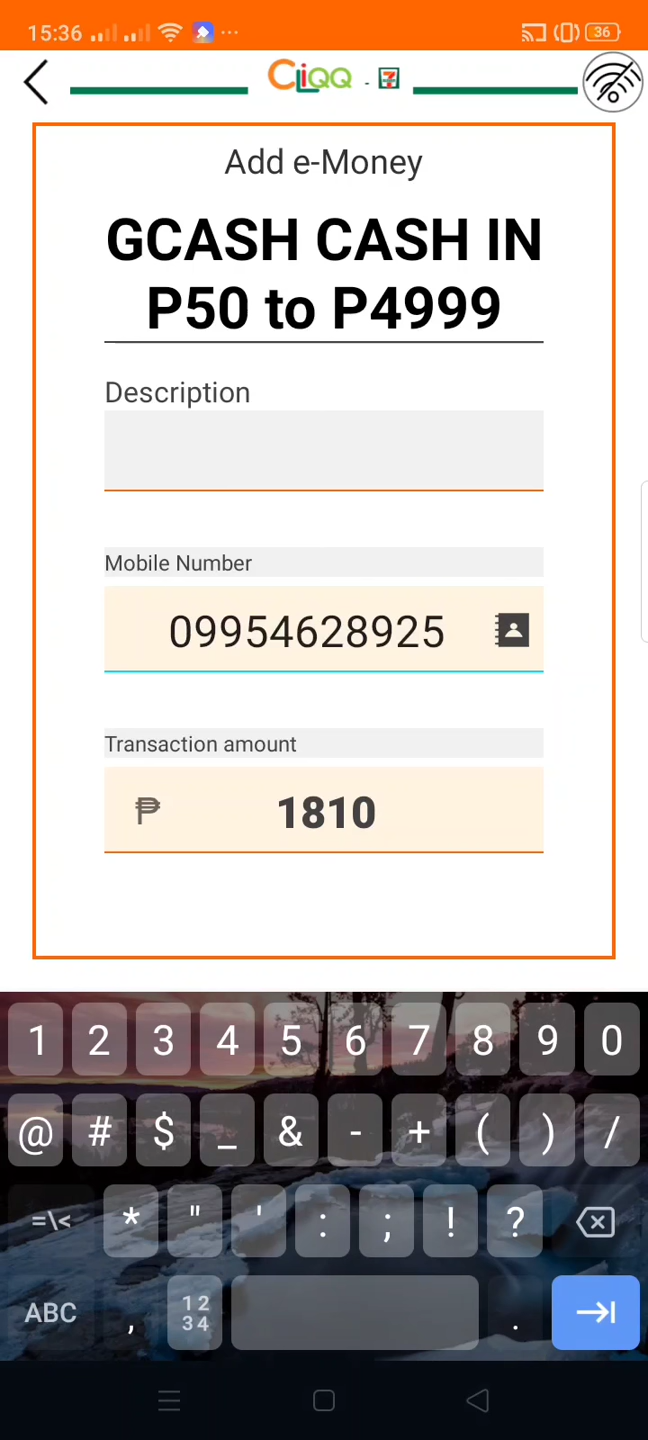 15:36 36
CLiQQ - 7
Add e-Money
GCASH CASH IN
P50 to P4999
Description
Mobile Number
09954628925
Transaction amount
₱ 1810
1 2 3 4 5 6 7 8 9 0
@ # $ _ & - + ( ) /
=\< * " ' : ; ! ?
ABC , 12 .
34